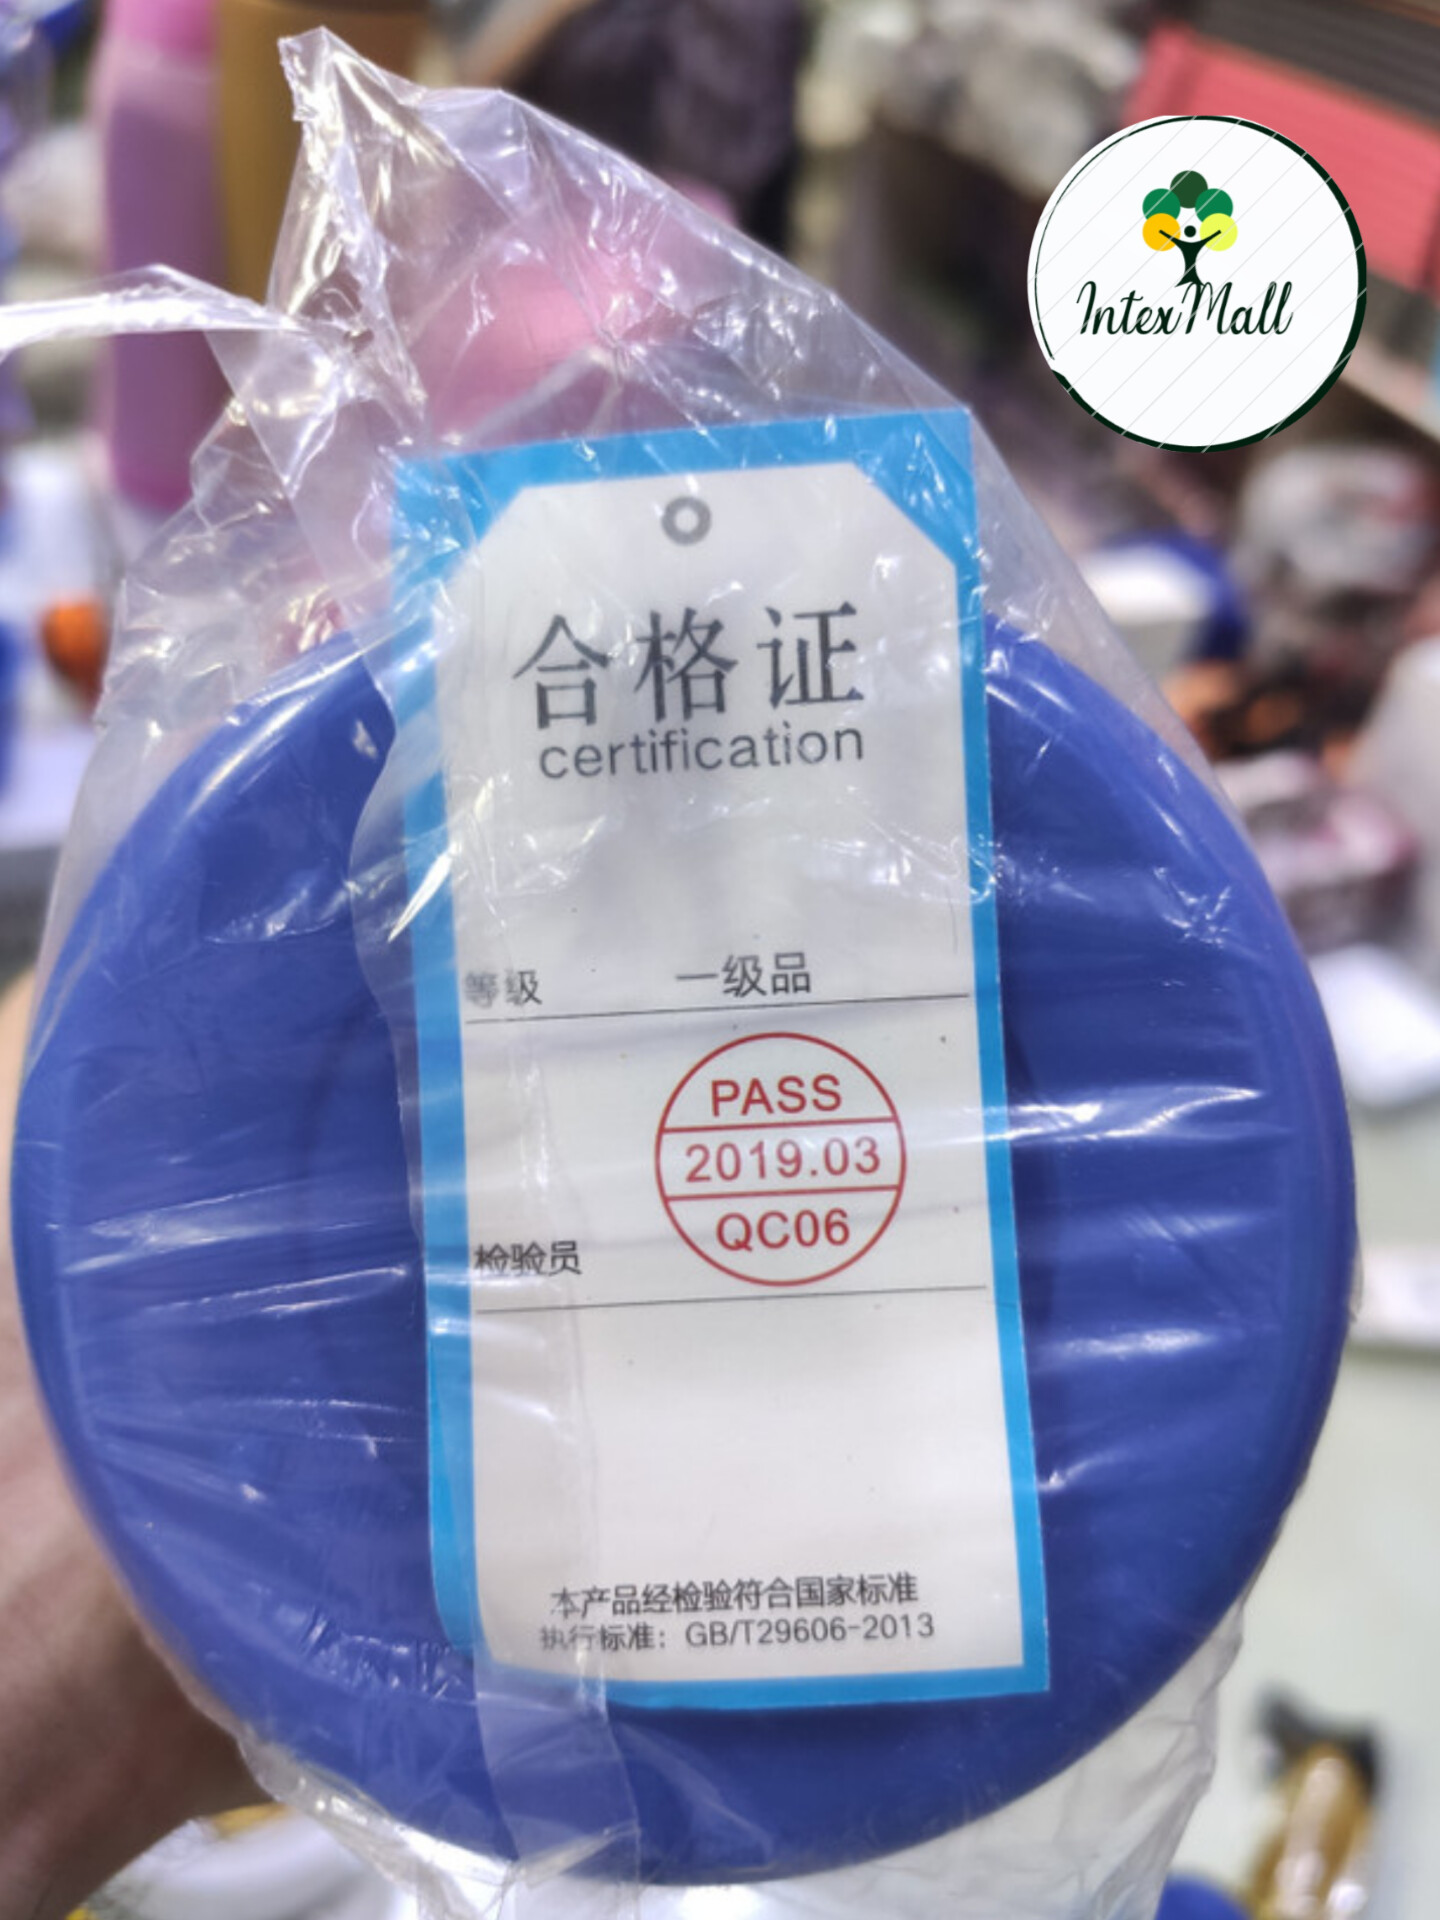 IntexMall
合格证
certification
等级 一级品
PASS
2019.03
QC06
检验员
本产品经检验符合国家标准
执行标准：GB/T29606-2013